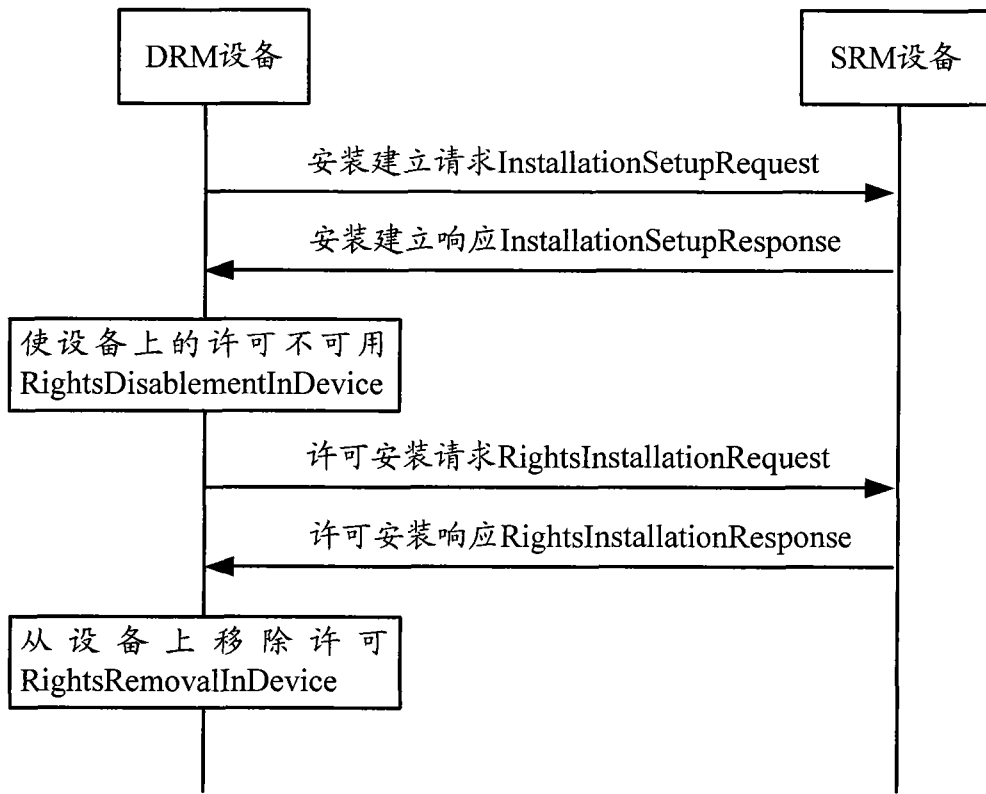 DRM设备
SRM设备
安装建立请求InstallationSetupRequest
安装建立响应InstallationSetupResponse
使设备上的许可不可用
RightsDisablementInDevice
许可安装请求RightsInstallationRequest
许可安装响应RightsInstallationResponse
从设备上移除许可
RightsRemovalInDevice